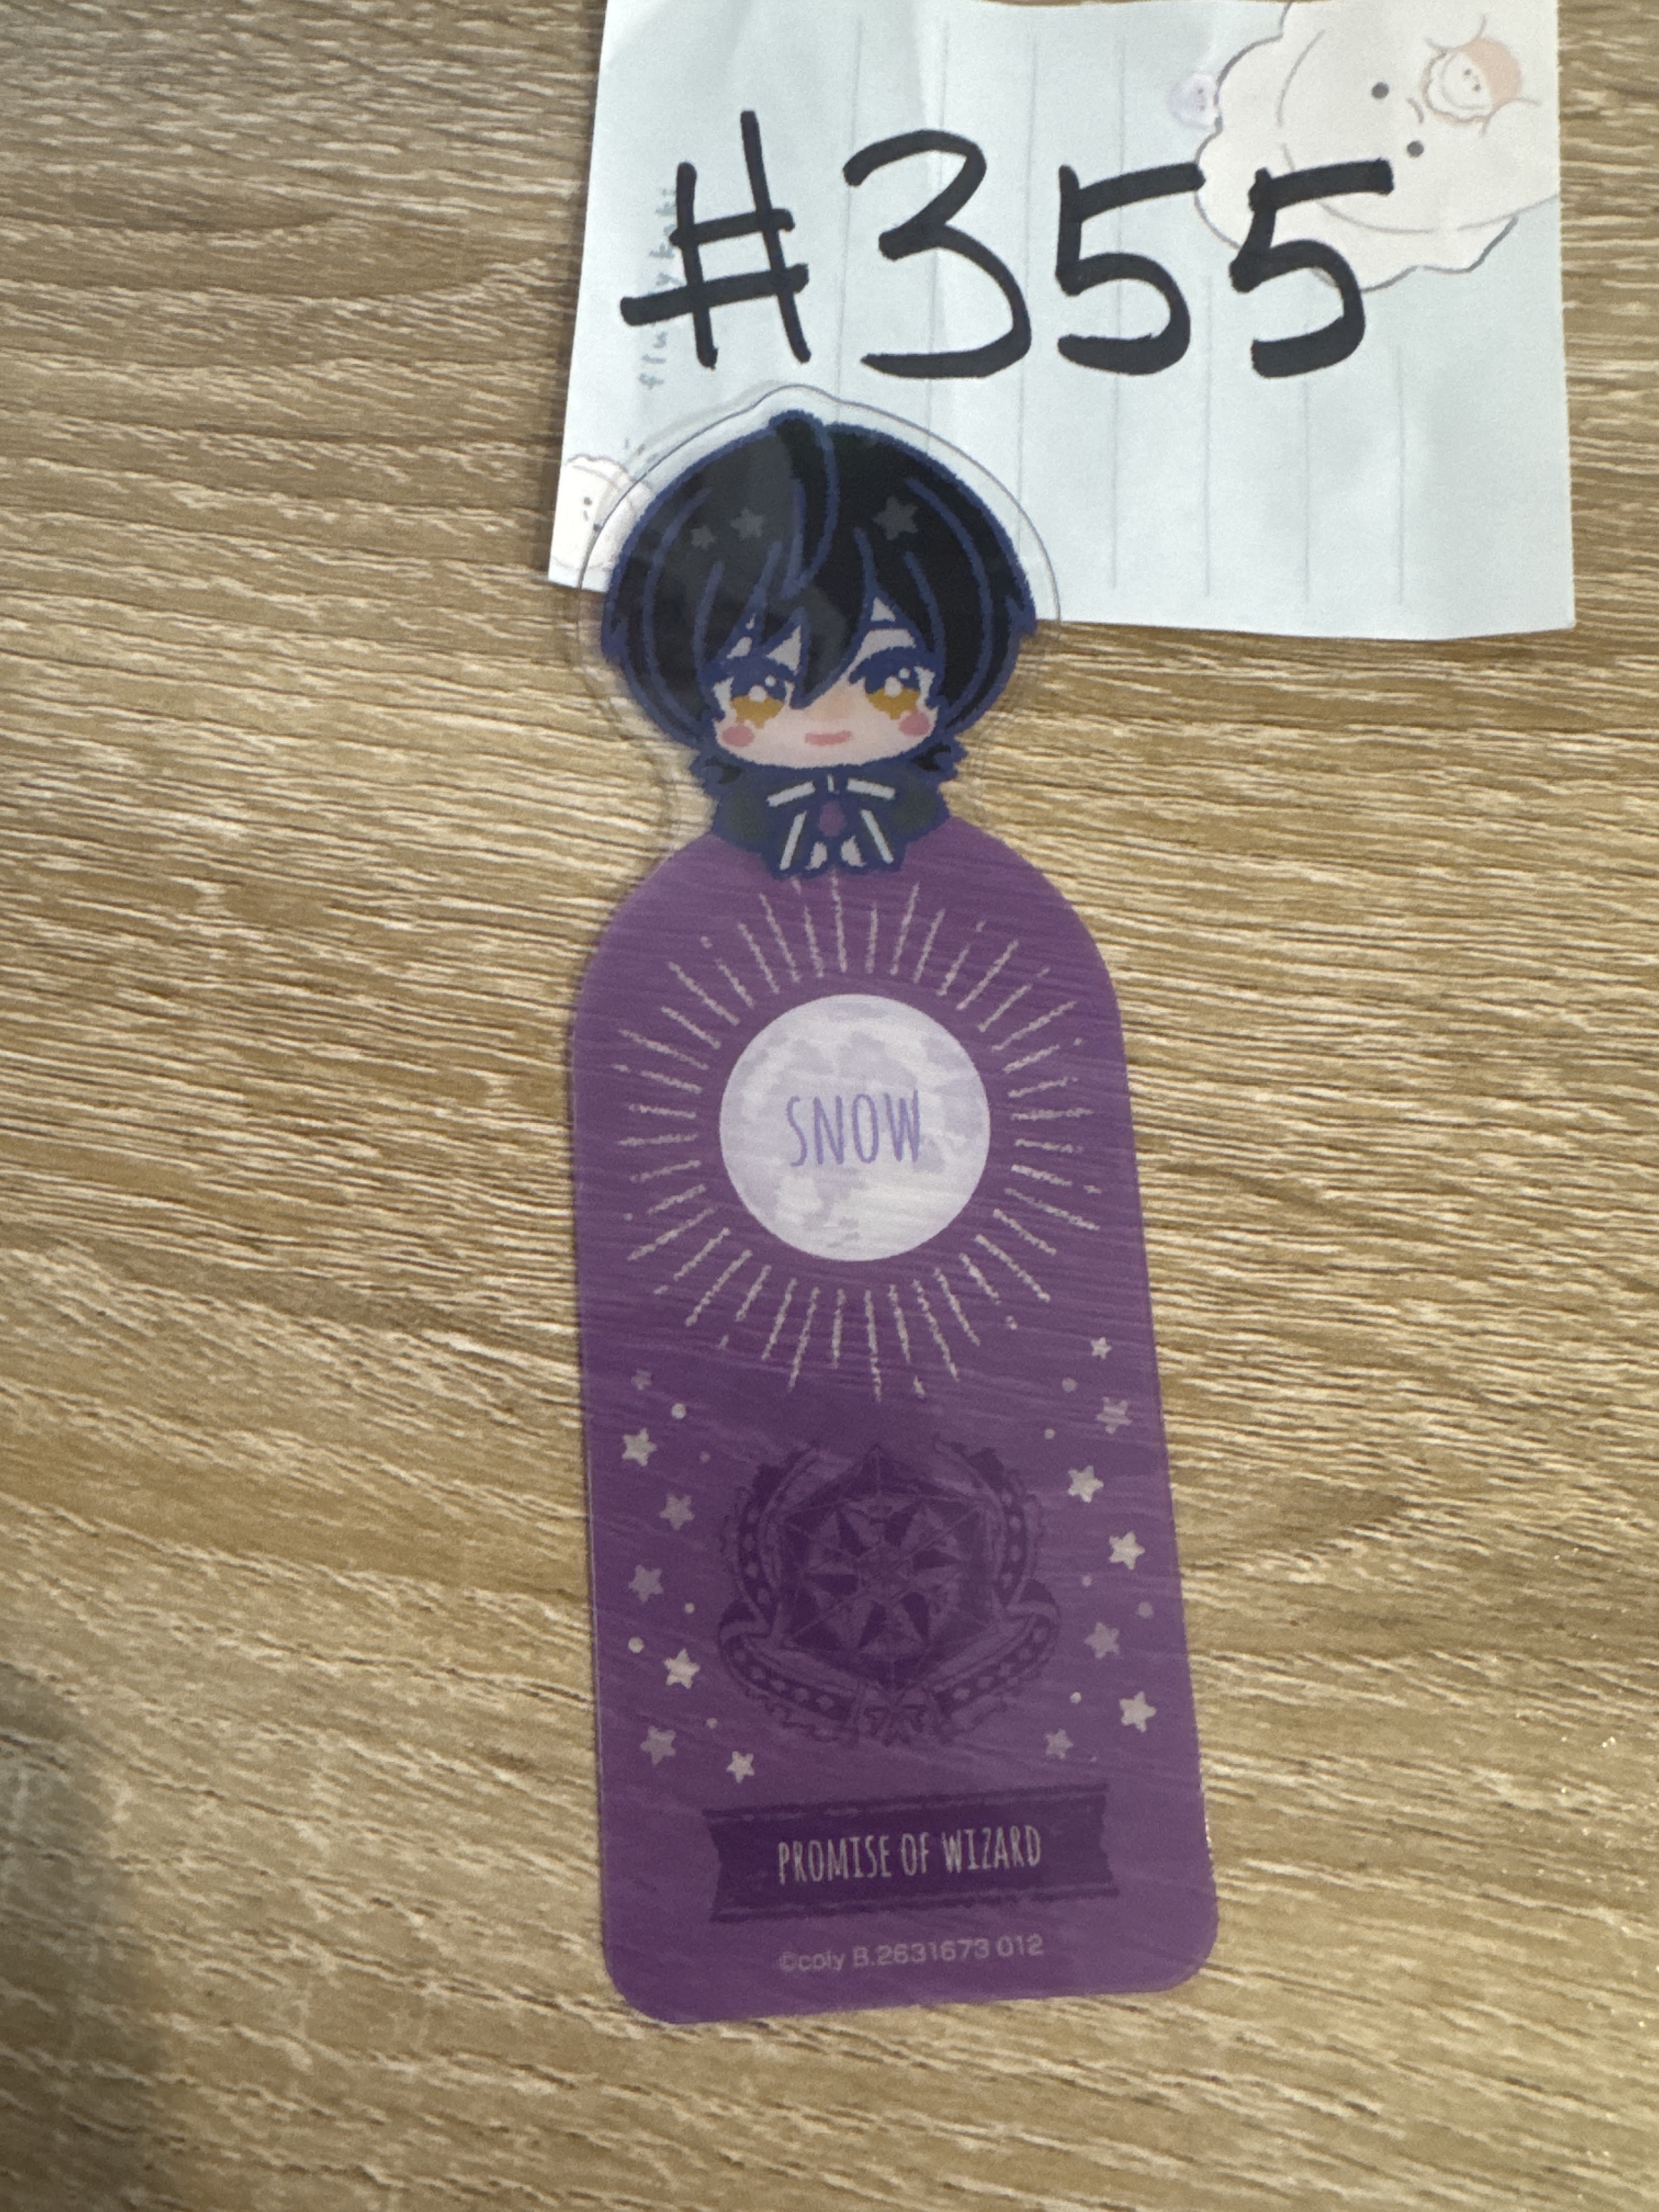 #355
SNOW
PROMISE OF WIZARD
©coly B.2631673 012